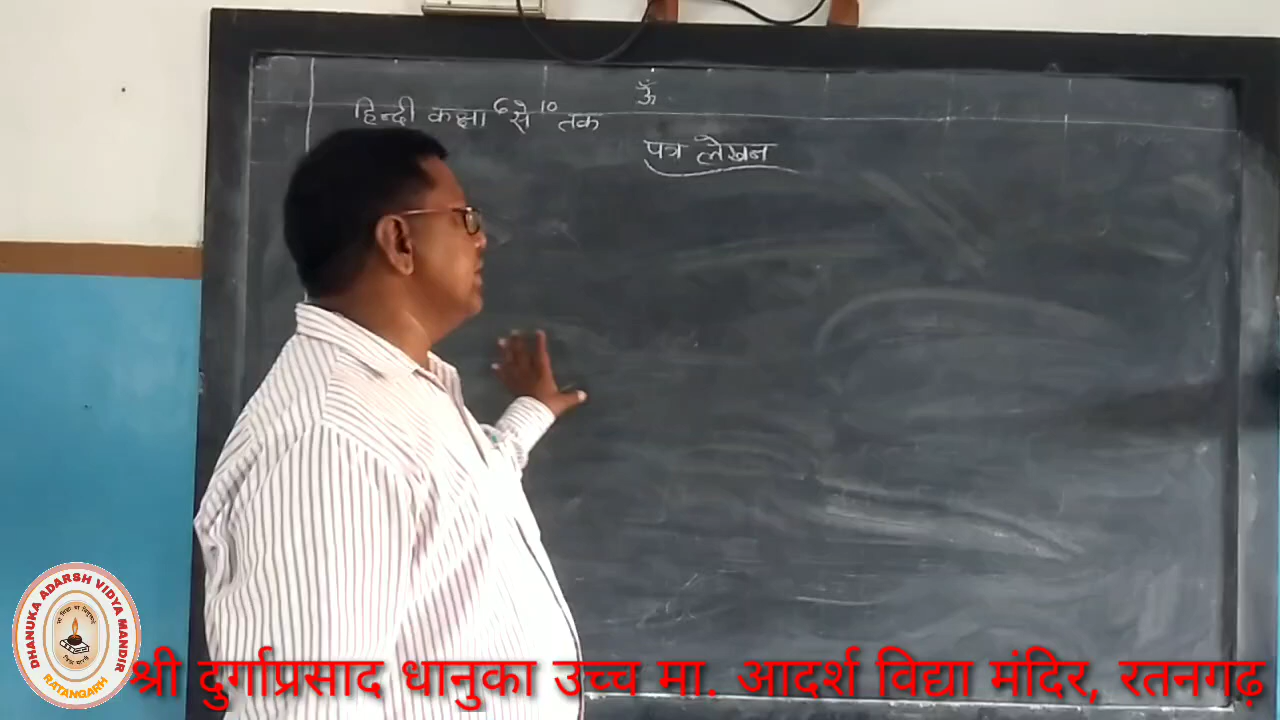 ॐ
हिन्दी कक्षा 6 से 10 तक
पत्र लेखन
DHANUKA ADARSH VIDYA MANDIR
RATANGARH
श्री दुर्गाप्रसाद धानुका उच्च मा. आदर्श विद्या मंदिर, रतनगढ़